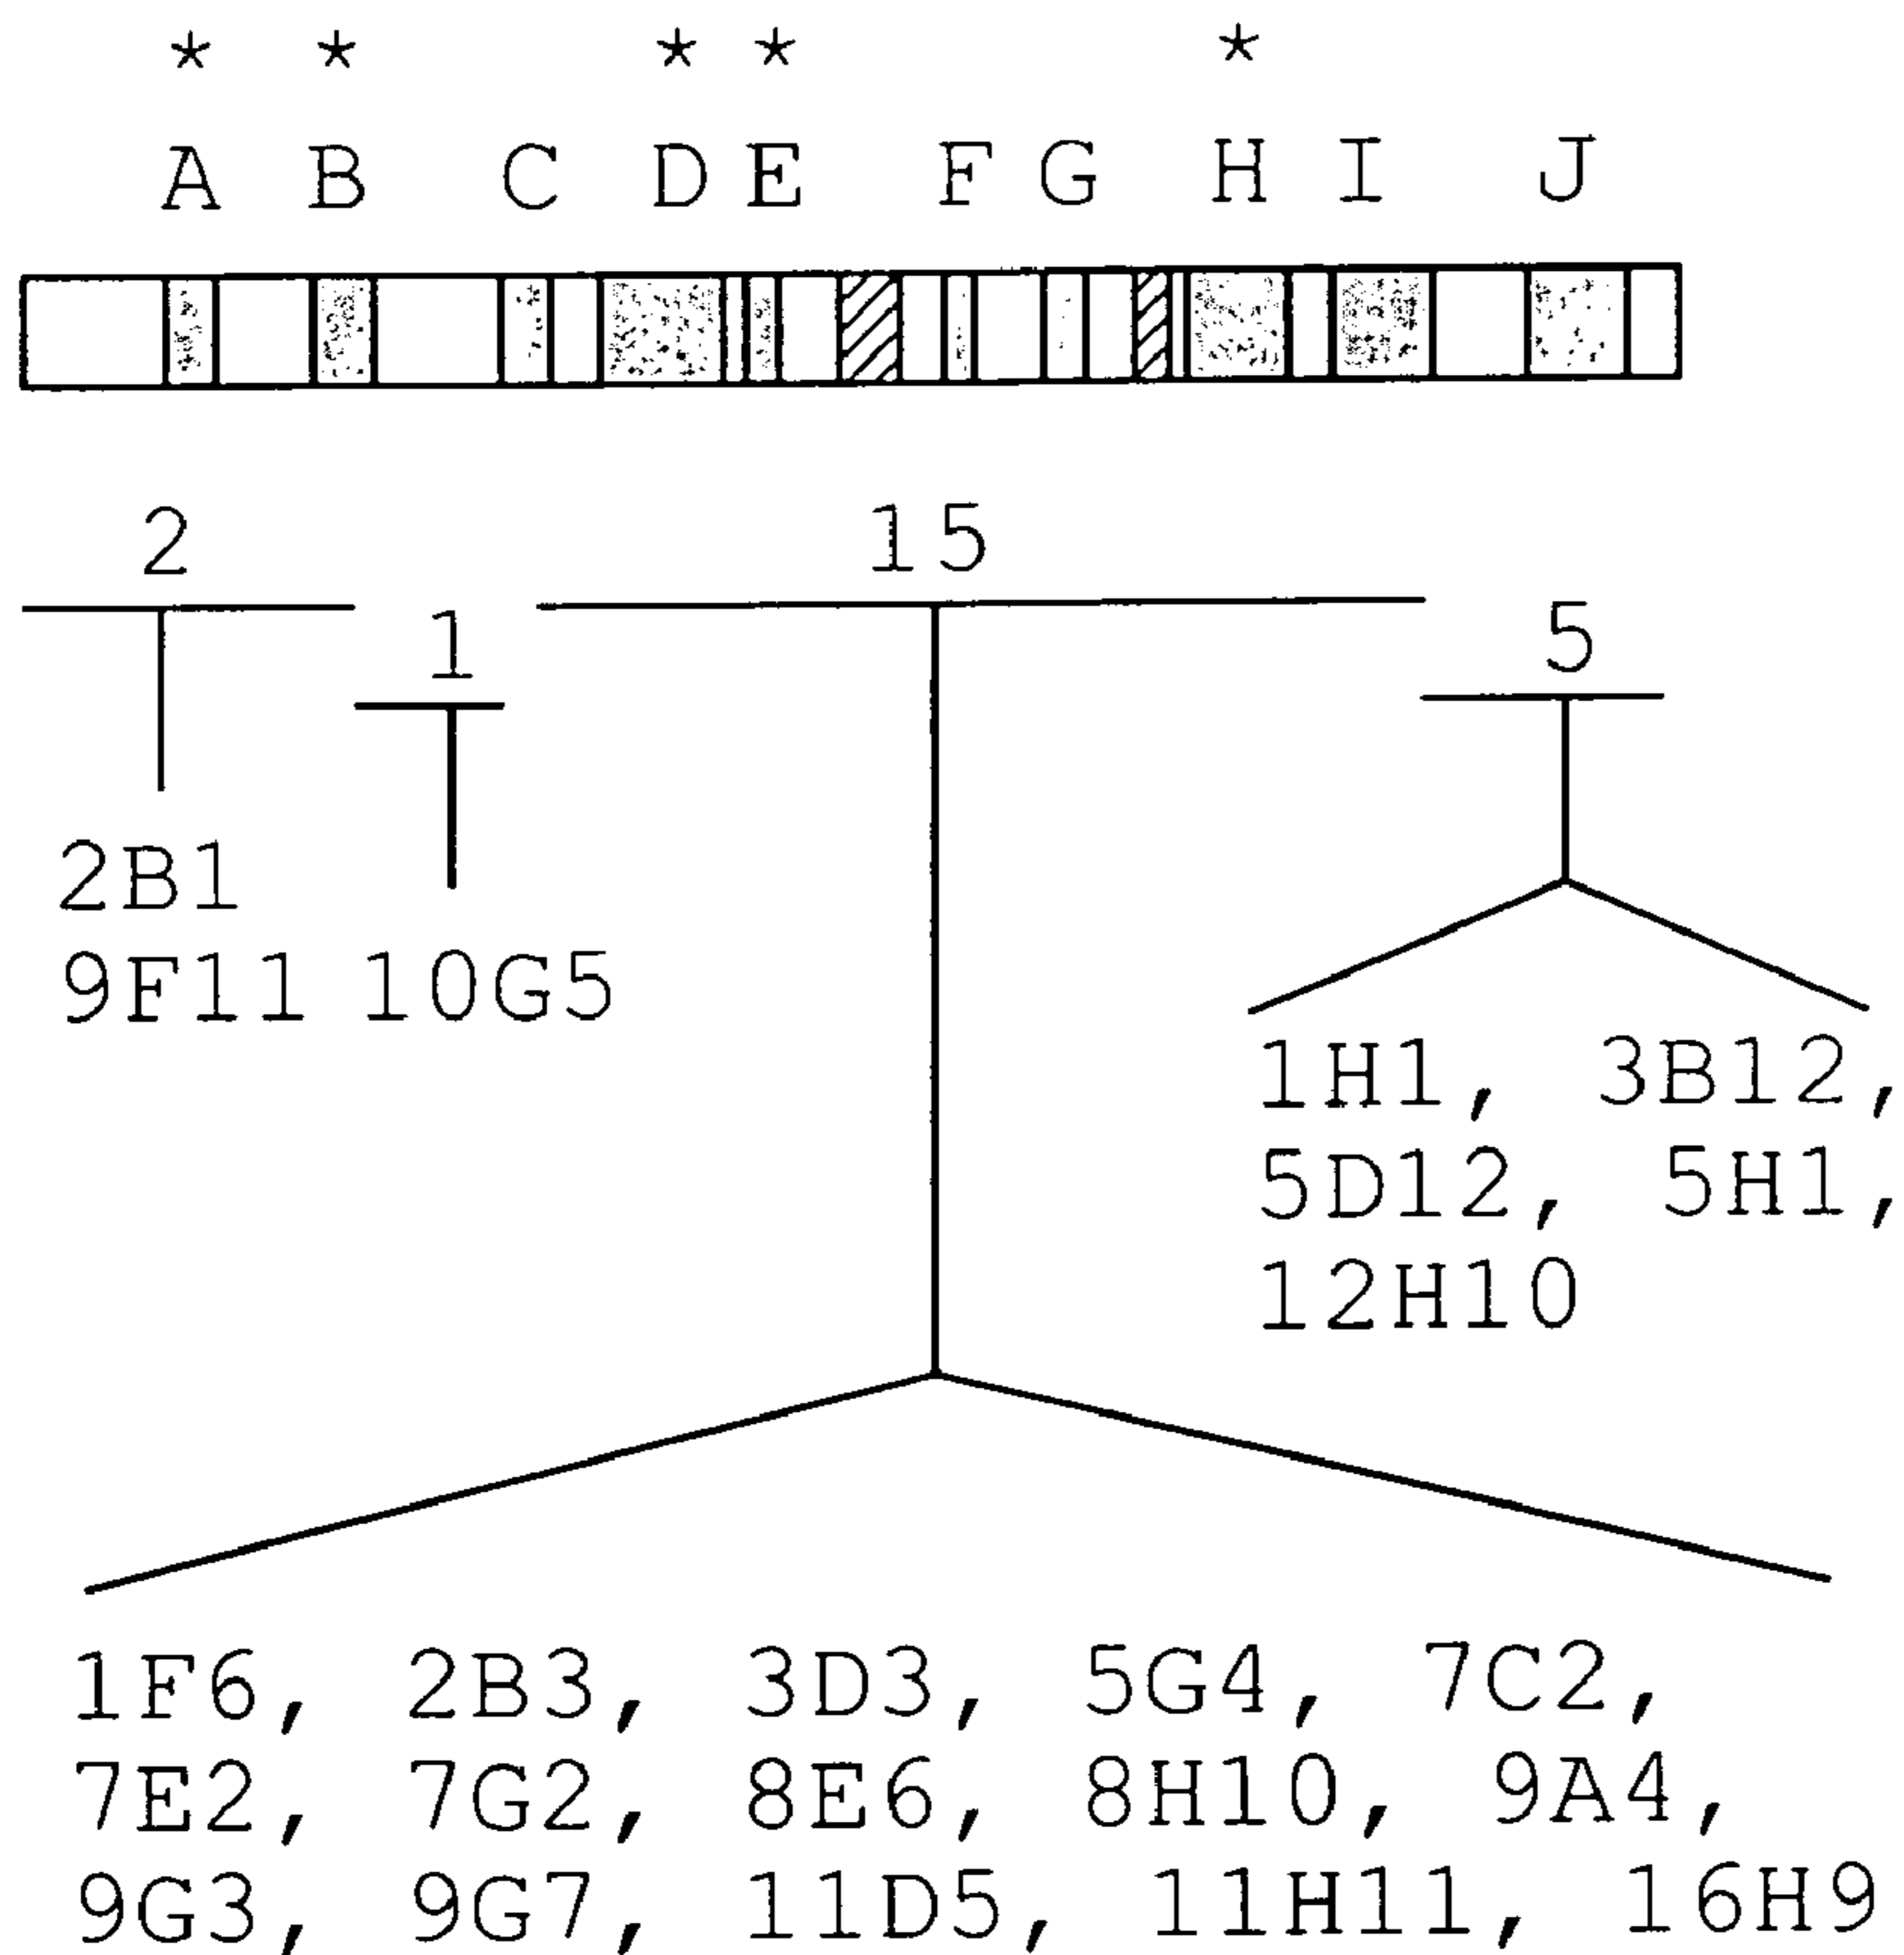 * * * * *
A B C D E F G H I J
2 15
1 5
2B1
9F11 10G5
1H1, 3B12,
5D12, 5H1,
12H10
1F6, 2B3, 3D3, 5G4, 7C2,
7E2, 7G2, 8E6, 8H10, 9A4,
9G3, 9G7, 11D5, 11H11, 16H9